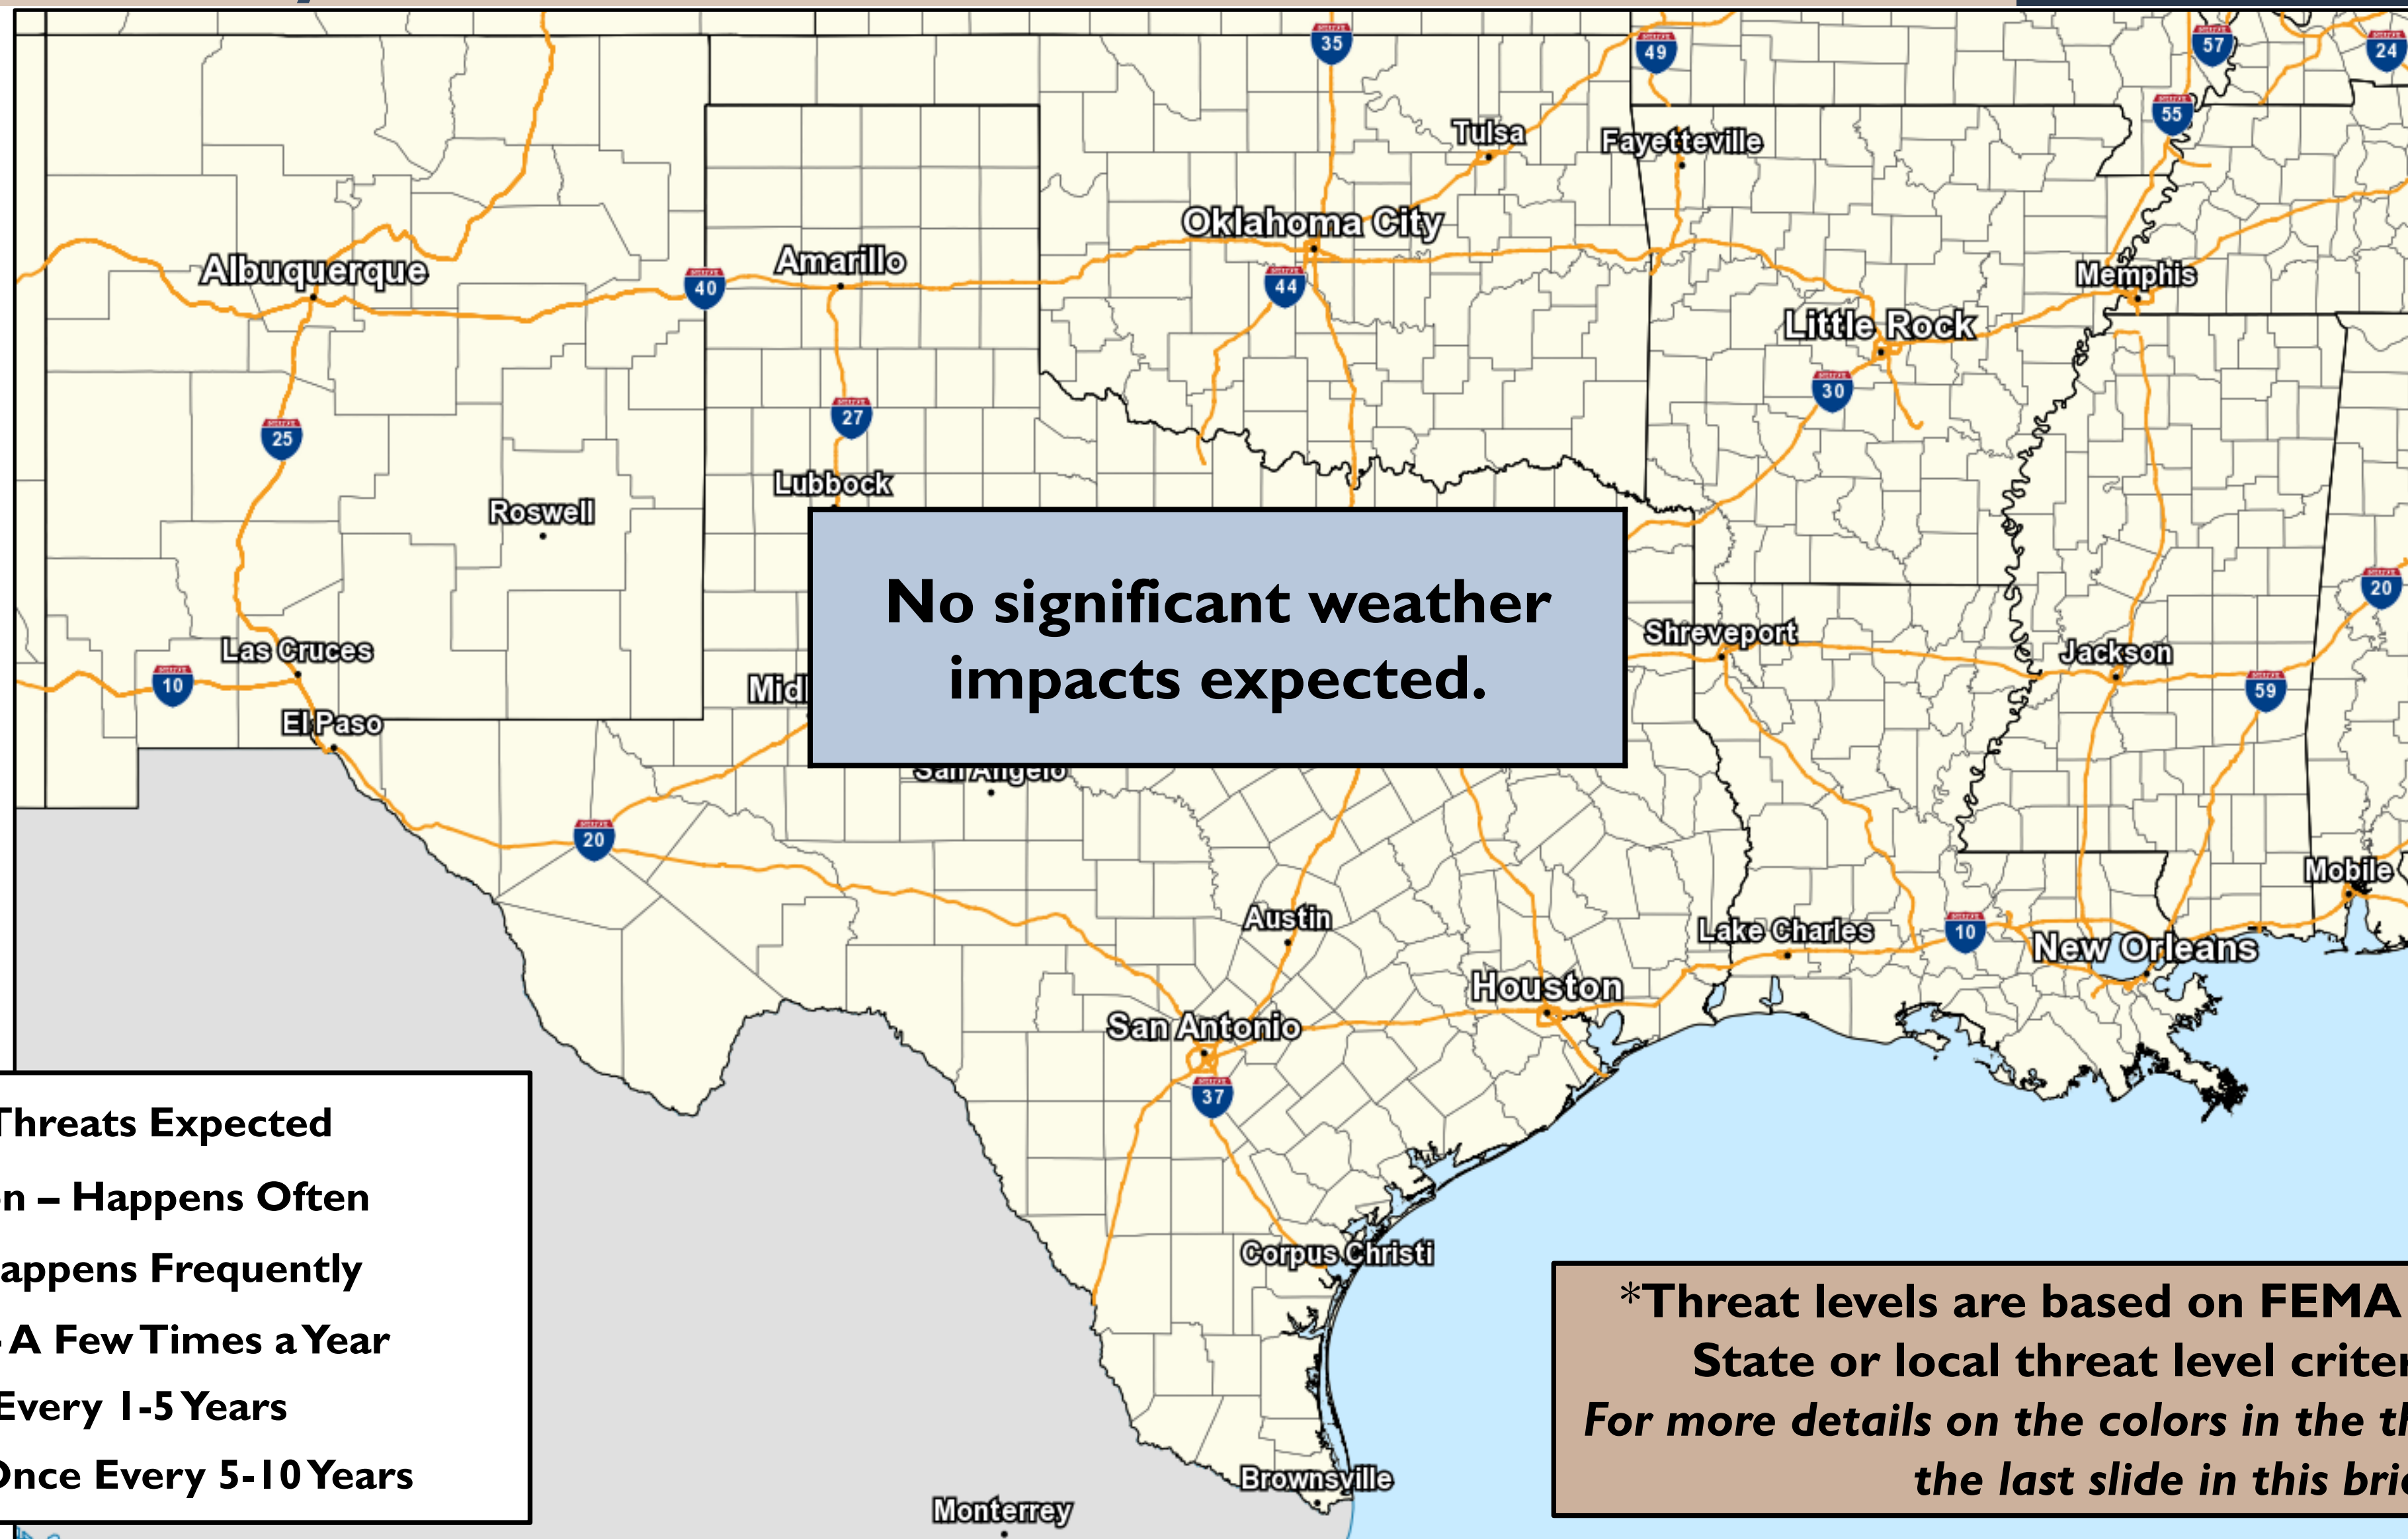 35
49
57
24
55
Tulsa
Fayetteville
Oklahoma City
Albuquerque
Amarillo
40
44
Memphis
Little Rock
30
25
27
Lubbock
Roswell
No significant weather
impacts expected.
20
Shreveport
Las Cruces
Jackson
10
Midl
59
El Paso
San Angelo
20
Mobile
Austin
Lake Charles
10
New Orleans
Houston
San Antonio
37
Threats Expected
n – Happens Often
Corpus Christi
appens Frequently
- A Few Times a Year
Every 1-5 Years
Once Every 5-10 Years
*Threat levels are based on FEMA
State or local threat level criter
For more details on the colors in the th
the last slide in this brie
Brownsville
Monterrey